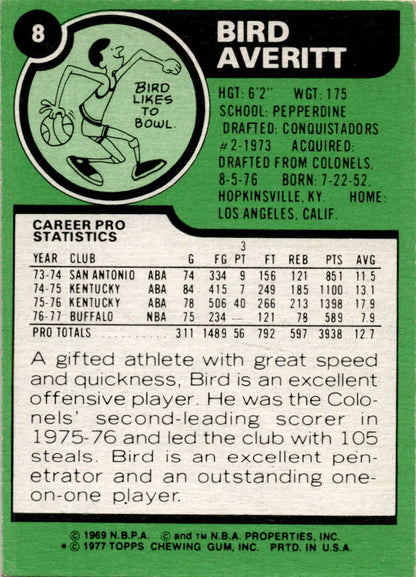 8
BIRD
AVERITT
BIRD
LIKES
TO
BOWL.
HGT: 6'2" WGT: 175
SCHOOL: PEPPERDINE
DRAFTED: CONQUISTADORS
#2-1973 ACQUIRED:
DRAFTED FROM COLONELS,
8-5-76 BORN: 7-22-52,
HOPKINSVILLE, KY. HOME:
LOS ANGELES, CALIF.
CAREER PRO
STATISTICS
3
YEAR CLUB G FG PT FT REB PTS AVG
73-74 SAN ANTONIO ABA 74 334 9 156 121 851 11.5
74-75 KENTUCKY ABA 84 415 7 249 185 1100 13.1
75-76 KENTUCKY ABA 78 506 40 266 213 1398 17.9
76-77 BUFFALO NBA 75 234 — 121 78 589 7.9
PRO TOTALS 311 1489 56 792 597 3938 12.7
A gifted athlete with great speed
and quickness, Bird is an excellent
offensive player. He was the Colo-
nels' second-leading scorer in
1975-76 and led the club with 105
steals. Bird is an excellent pen-
etrator and an outstanding one-
on-one player.
© 1969 N.B.P.A. © and TM N.B.A. PROPERTIES, INC.
* © 1977 TOPPS CHEWING GUM, INC. PRTD. IN U.S.A.